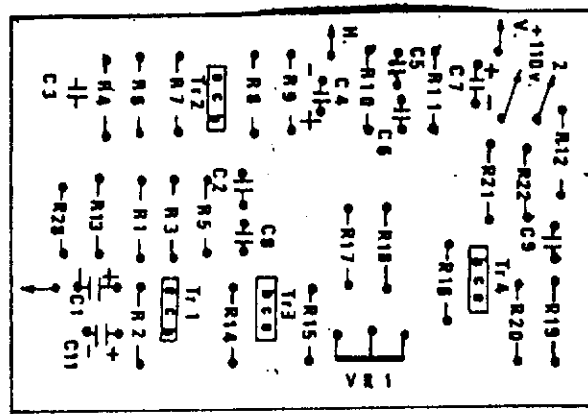 H.
V.
+110v.
Z
C3
R4
R6
R7
Tr2
e c b
R8
R9
-
C4
+
R10
C5
C6
R11
C7
+
-
R12
R28
R13
R1
R3
R5
C2
C8
R17
R18
R21
R22
C9
R16
Tr4
b c e
C1
+
C11
-
+
R2
Tr1
R14
Tr3
R15
VR1
R20
R19